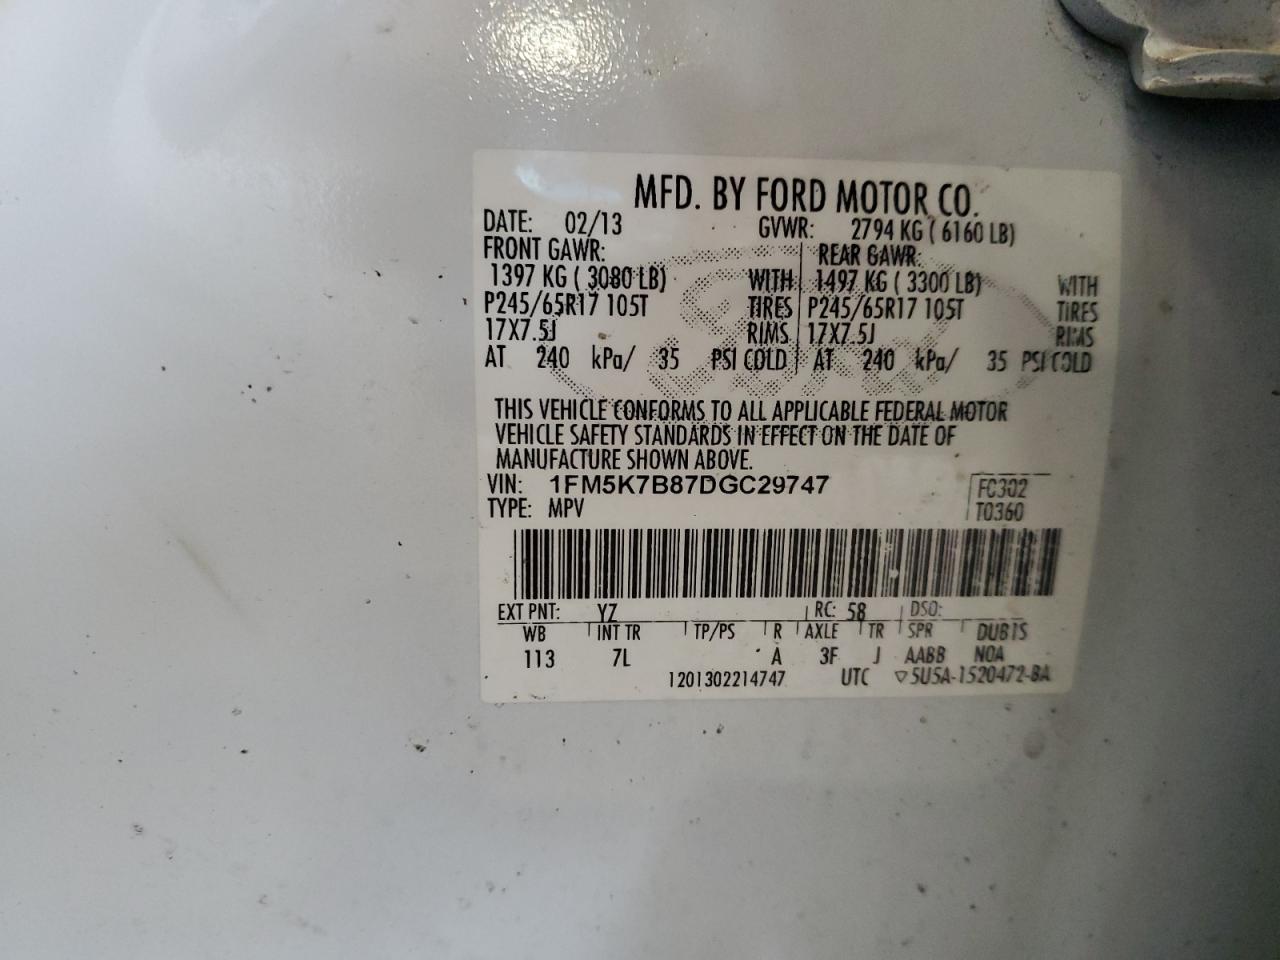 MFD. BY FORD MOTOR CO.
DATE: 02/13 GVWR: 2794 KG ( 6160 LB)
FRONT GAWR: REAR GAWR:
1397 KG ( 3080 LB) WITH 1497 KG ( 3300 LB) WITH
P245/65R17 105T TIRES P245/65R17 105T TIRES
17X7.5J RIMS 17X7.5J RIMS
AT 240 kPa/ 35 PSI COLD AT 240 kPa/ 35 PSI COLD
THIS VEHICLE CONFORMS TO ALL APPLICABLE FEDERAL MOTOR
VEHICLE SAFETY STANDARDS IN EFFECT ON THE DATE OF
MANUFACTURE SHOWN ABOVE.
VIN: 1FM5K7B87DGC29747 FC302
TYPE: MPV T0360
EXT PNT: YZ RC: 58 DSO:
WB INT TR TP/PS R AXLE TR SPR DUBIS
113 7L A 3F J AABB NOA
1201302214747 UTC ▽5U5A-1520472-BA